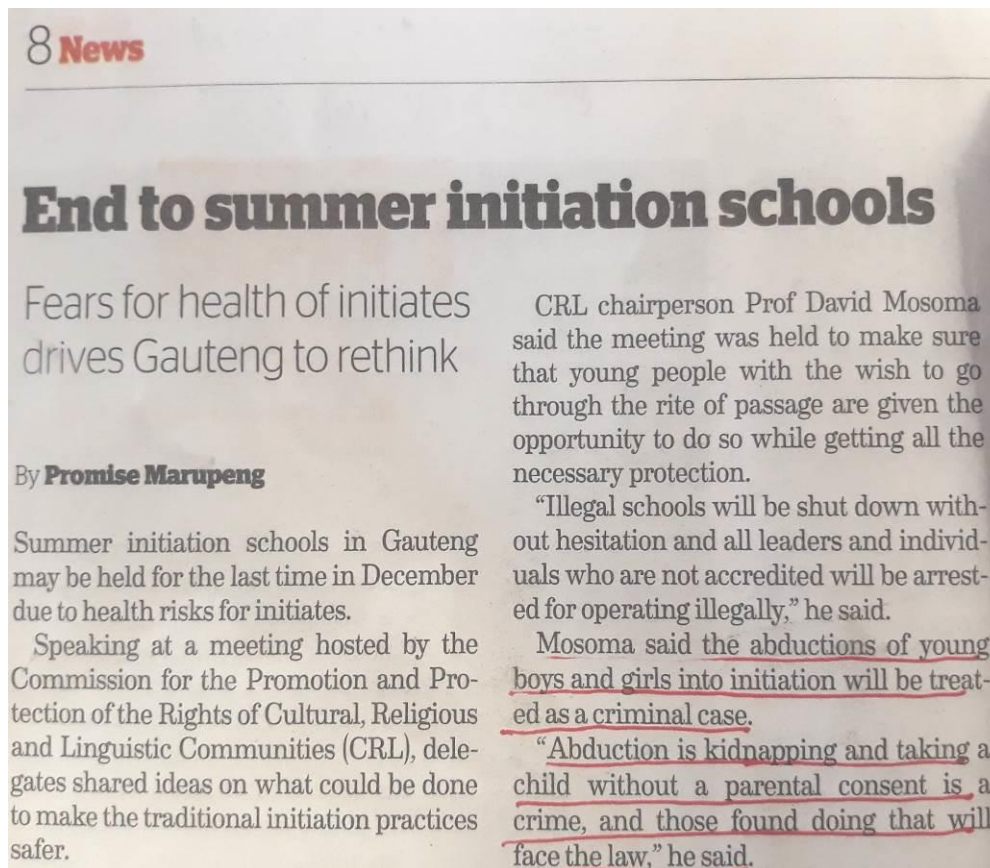 8 News
End to summer initiation schools
Fears for health of initiates
drives Gauteng to rethink
By Promise Marupeng
Summer initiation schools in Gauteng
may be held for the last time in December
due to health risks for initiates.
Speaking at a meeting hosted by the
Commission for the Promotion and Pro-
tection of the Rights of Cultural, Religious
and Linguistic Communities (CRL), dele-
gates shared ideas on what could be done
to make the traditional initiation practices
safer.
CRL chairperson Prof David Mosoma
said the meeting was held to make sure
that young people with the wish to go
through the rite of passage are given the
opportunity to do so while getting all the
necessary protection.
“Illegal schools will be shut down with-
out hesitation and all leaders and individ-
uals who are not accredited will be arrest-
ed for operating illegally,” he said.
Mosoma said the abductions of young
boys and girls into initiation will be treat-
ed as a criminal case.
“Abduction is kidnapping and taking a
child without a parental consent is a
crime, and those found doing that will
face the law,” he said.